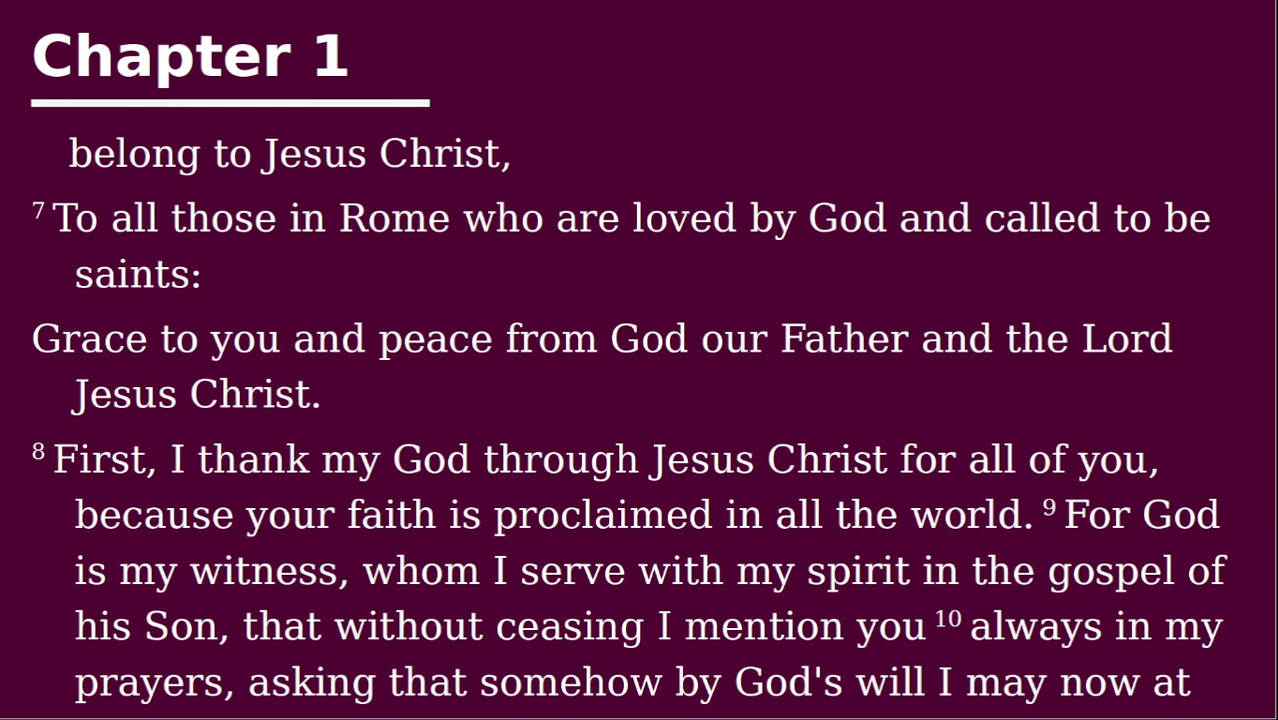 Chapter 1
belong to Jesus Christ,
7 To all those in Rome who are loved by God and called to be
saints:
Grace to you and peace from God our Father and the Lord
Jesus Christ.
8 First, I thank my God through Jesus Christ for all of you,
because your faith is proclaimed in all the world. 9 For God
is my witness, whom I serve with my spirit in the gospel of
his Son, that without ceasing I mention you 10 always in my
prayers, asking that somehow by God's will I may now at